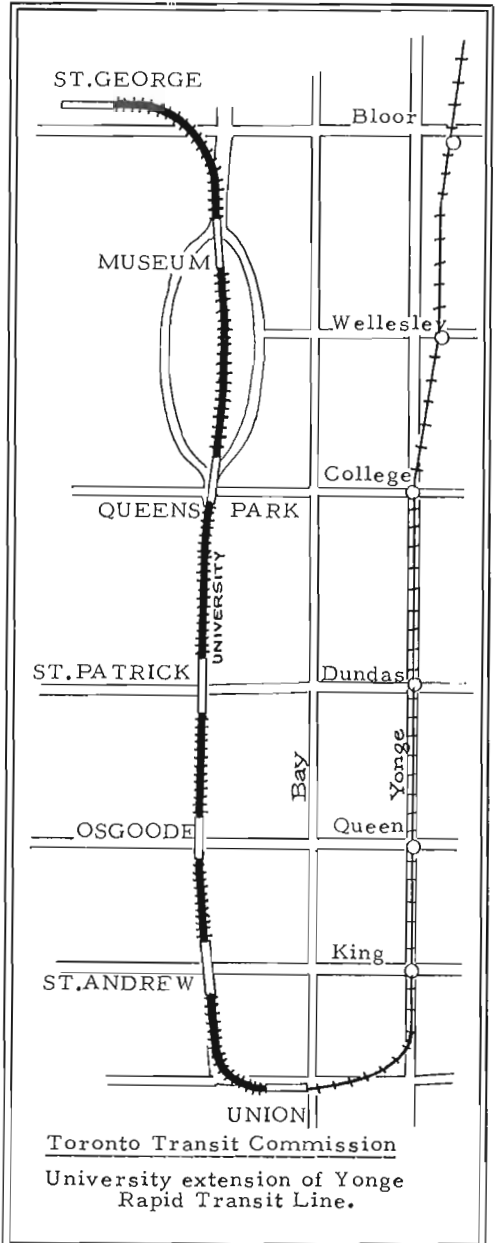 ST.GEORGE
Bloor
MUSEUM
Wellesley
College
QUEENS PARK
UNIVERSITY
ST.PATRICK
Dundas
Bay
Yonge
OSGOODE
Queen
King
ST.ANDREW
UNION
Toronto Transit Commission
University extension of Yonge
Rapid Transit Line.